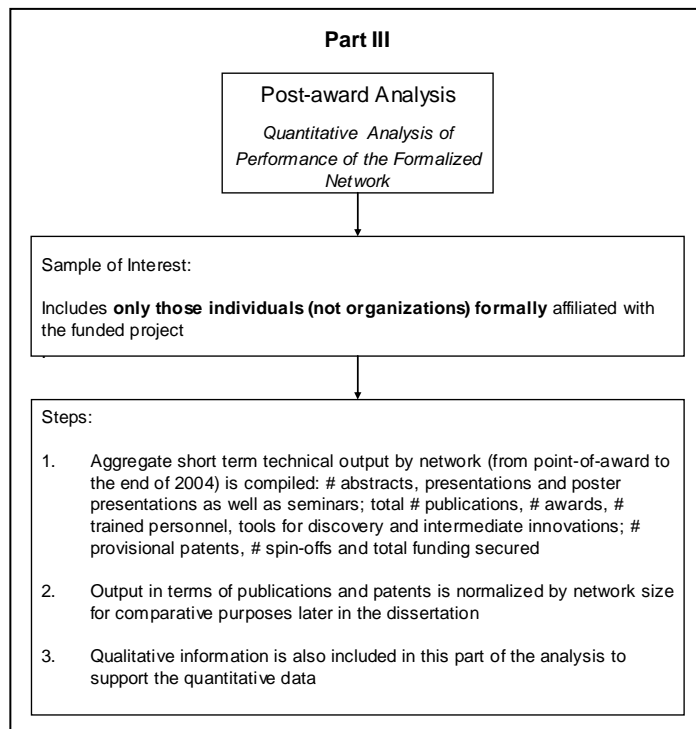 Part III
Post-award Analysis
Quantitative Analysis of
Performance of the Formalized
Network
Sample of Interest:
Includes only those individuals (not organizations) formally affiliated with
the funded project
.
Steps:
1. Aggregate short term technical output by network (from point-of-award to
the end of 2004) is compiled: # abstracts, presentations and poster
presentations as well as seminars; total # publications, # awards, #
trained personnel, tools for discovery and intermediate innovations; #
provisional patents, # spin-offs and total funding secured
2. Output in terms of publications and patents is normalized by network size
for comparative purposes later in the dissertation
3. Qualitative information is also included in this part of the analysis to
support the quantitative data